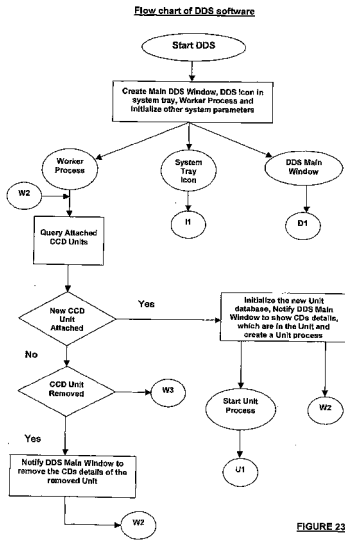 Flow chart of DDS software
Start DDS
Create Main DDS Window, DDS Icon in
system tray, Worker Process and
Initialize other system parameters
Worker
Process
System
Tray
Icon
DDS Main
Window
W2
I1
D1
Query Attached
CCD Units
New CCD
Unit
Attached
Yes
Initialize the new Unit
database, Notify DDS Main
Window to show CDs details,
which are in the Unit and
create a Unit process
No
CCD Unit
Removed
W3
Start Unit
Process
W2
Yes
U1
Notify DDS Main Window to
remove the CDs details of the
removed Unit
W2
FIGURE 23